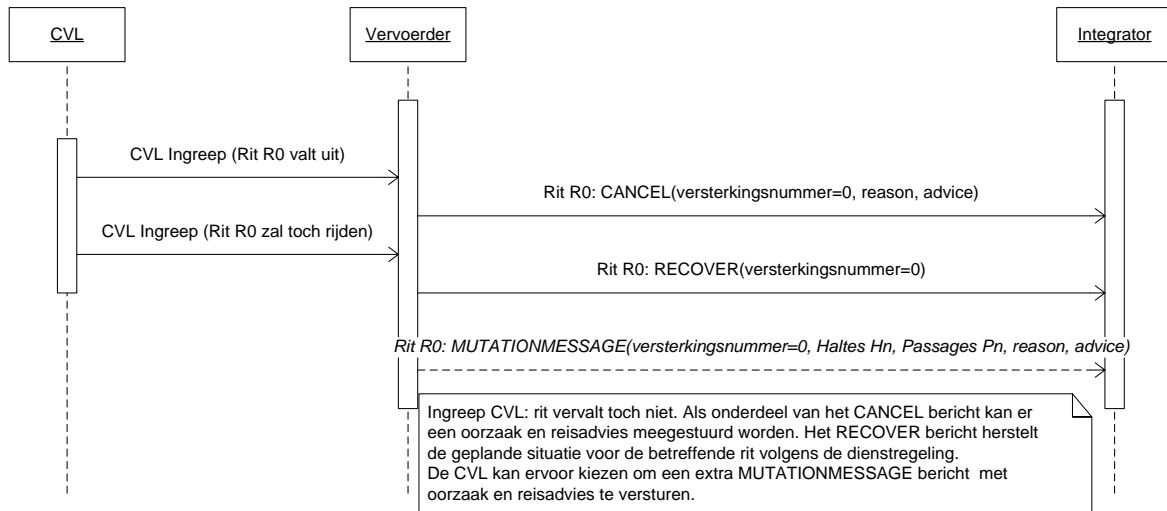 CVL
Vervoerder
Integrator
CVL Ingreep (Rit R0 valt uit)
Rit R0: CANCEL(versterkingsnummer=0, reason, advice)
CVL Ingreep (Rit R0 zal toch rijden)
Rit R0: RECOVER(versterkingsnummer=0)
Rit R0: MUTATIONMESSAGE(versterkingsnummer=0, Haltes Hn, Passages Pn, reason, advice)
Ingreep CVL: rit vervalt toch niet. Als onderdeel van het CANCEL bericht kan er
een oorzaak en reisadvies meegestuurd worden. Het RECOVER bericht herstelt
de geplande situatie voor de betreffende rit volgens de dienstregeling.
De CVL kan ervoor kiezen om een extra MUTATIONMESSAGE bericht met
oorzaak en reisadvies te versturen.